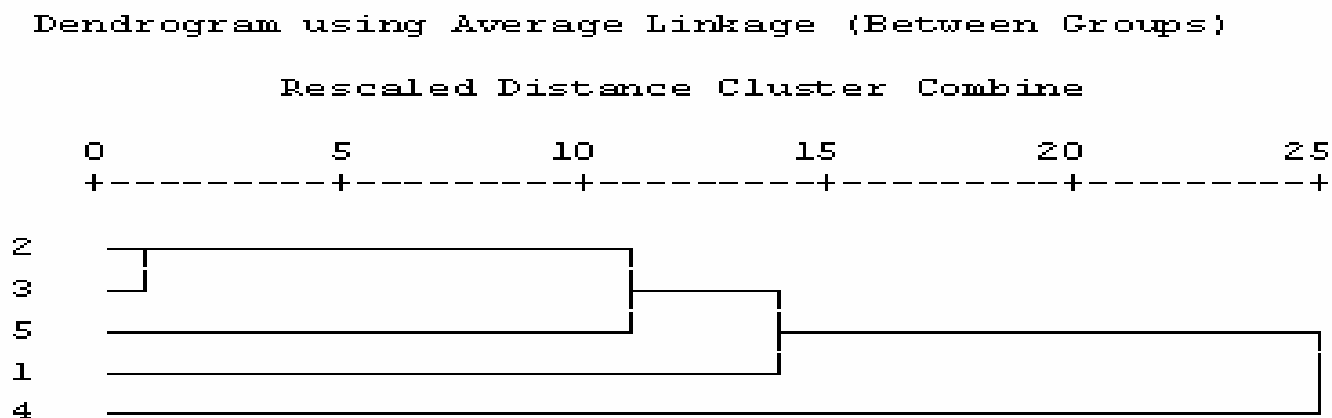 Dendrogram using Average Linkage (Between Groups)
Rescaled Distance Cluster Combine
0 5 10 15 20 25
+---------+---------+---------+---------+---------+
2
3
5
1
4